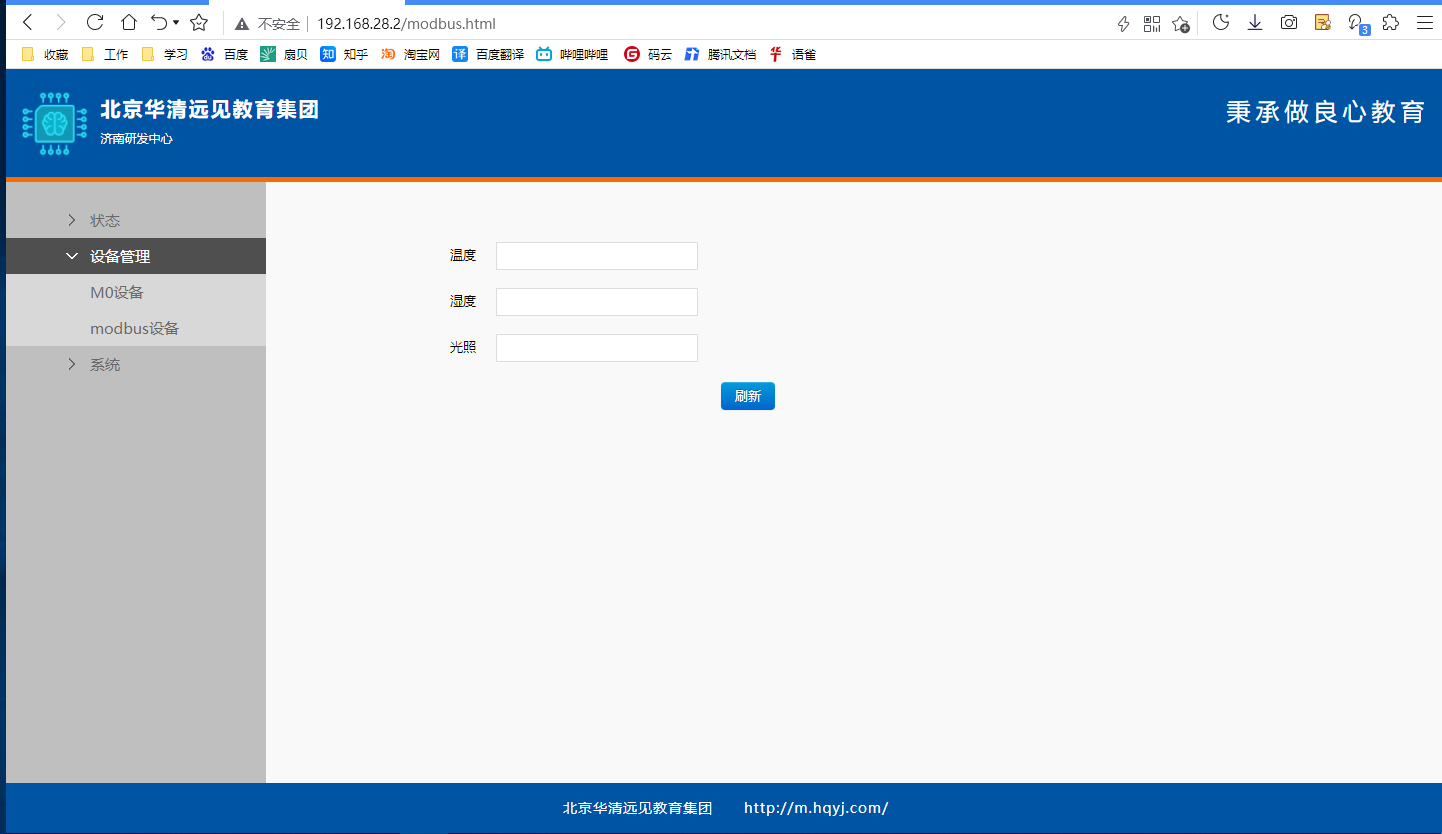 不安全 192.168.28.2/modbus.html
3
收藏 工作 学习 百度 扇贝 知 知乎 淘 淘宝网 译 百度翻译 哔哩哔哩 G 码云 腾讯文档 语雀
北京华清远见教育集团
济南研发中心
秉承做良心教育
状态
设备管理
M0设备
modbus设备
系统
温度
湿度
光照
刷新
北京华清远见教育集团 http://m.hqyj.com/